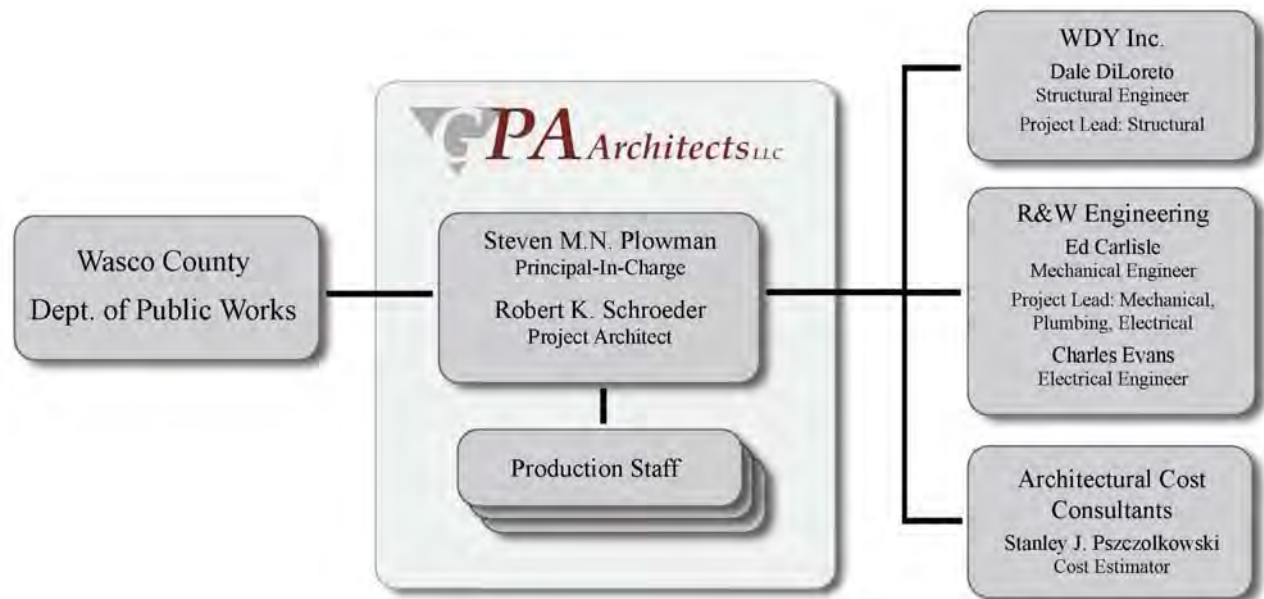 Wasco County
Dept. of Public Works
GPA Architects LLC
Steven M.N. Plowman
Principal-In-Charge
Robert K. Schroeder
Project Architect
Production Staff
WDY Inc.
Dale DiLoreto
Structural Engineer
Project Lead: Structural
R&W Engineering
Ed Carlisle
Mechanical Engineer
Project Lead: Mechanical,
Plumbing, Electrical
Charles Evans
Electrical Engineer
Architectural Cost
Consultants
Stanley J. Pszczolkowski
Cost Estimator